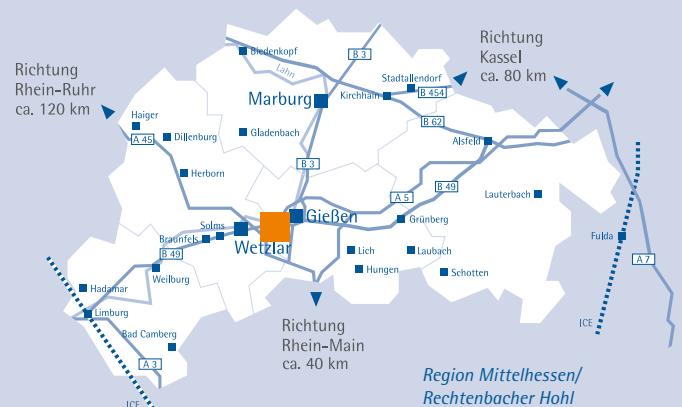 Richtung
Kassel
ca. 80 km
Richtung
Rhein-Ruhr
ca. 120 km
Biedenkopf
B 3
Lahn
Stadtallendorf
B 454
Marburg
Kirchhain
Haiger
A 45
Dillenburg
Gladenbach
B 62
Alsfeld
Herborn
B 3
A 5
B 49
Lauterbach
Gießen
Grünberg
Solms
Braunfels
Wetzlar
Fulda
B 49
Lich
Laubach
Weilburg
Hungen
Schotten
A 7
Hadamar
Limburg
Bad Camberg
A 3
ICE
ICE
Richtung
Rhein-Main
ca. 40 km
Region Mittelhessen/
Rechtenbacher Hohl